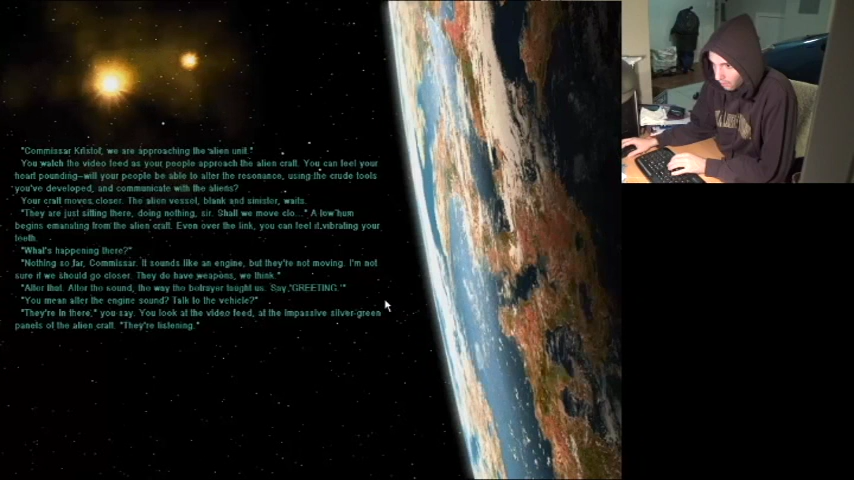 "Commissar Kristof, we are approaching the alien unit."
You watch the video feed as your people approach the alien craft. You can feel your
heart pounding--will your people be able to alter the resonance, using the crude tools
you've developed, and communicate with the aliens?
Your craft moves closer. The alien vessel, blank and sinister, waits.
"They are just sitting there, doing nothing, sir. Shall we move clo..." A low hum
begins emanating from the alien craft. Even over the link, you can feel it vibrating your
teeth.
"What's happening there?"
"Nothing so far, Commissar. It sounds like an engine, but they're not moving. I'm not
sure if we should go closer. They do have weapons, we think."
"Alter that. Alter the sound, the way the betrayer taught us. Say,'GREETING.'"
"You mean alter the engine sound? Talk to the vehicle?"
"They're in there," you say. You look at the video feed, at the impassive silver-green
panels of the alien craft. "They're listening."